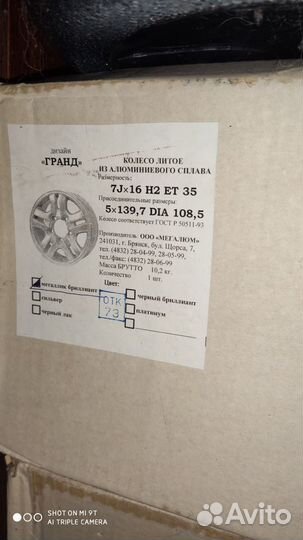 дизайн
«ГРАНД»
КОЛЕСО ЛИТОЕ
ИЗ АЛЮМИНИЕВОГО СПЛАВА
Размерность:
7J×16 H2 ET 35
Присоединительные размеры:
5×139,7 DIA 108,5
Колесо соответствует ГОСТ Р 50511-93
Производитель: ООО «МЕГАЛЮМ»
241031, г. Брянск, бул. Щорса, 7,
тел. (4832) 28-04-99, 28-05-99,
тел./факс: (4832) 28-06-99
Масса БРУТТО 10,2 кг.
Количество 1 шт.
Цвет:
металлик бриллиант
черный бриллиант
сильвер
платинум
черный лак
ОТК
73
SHOT ON MI 9T
AI TRIPLE CAMERA
Avito